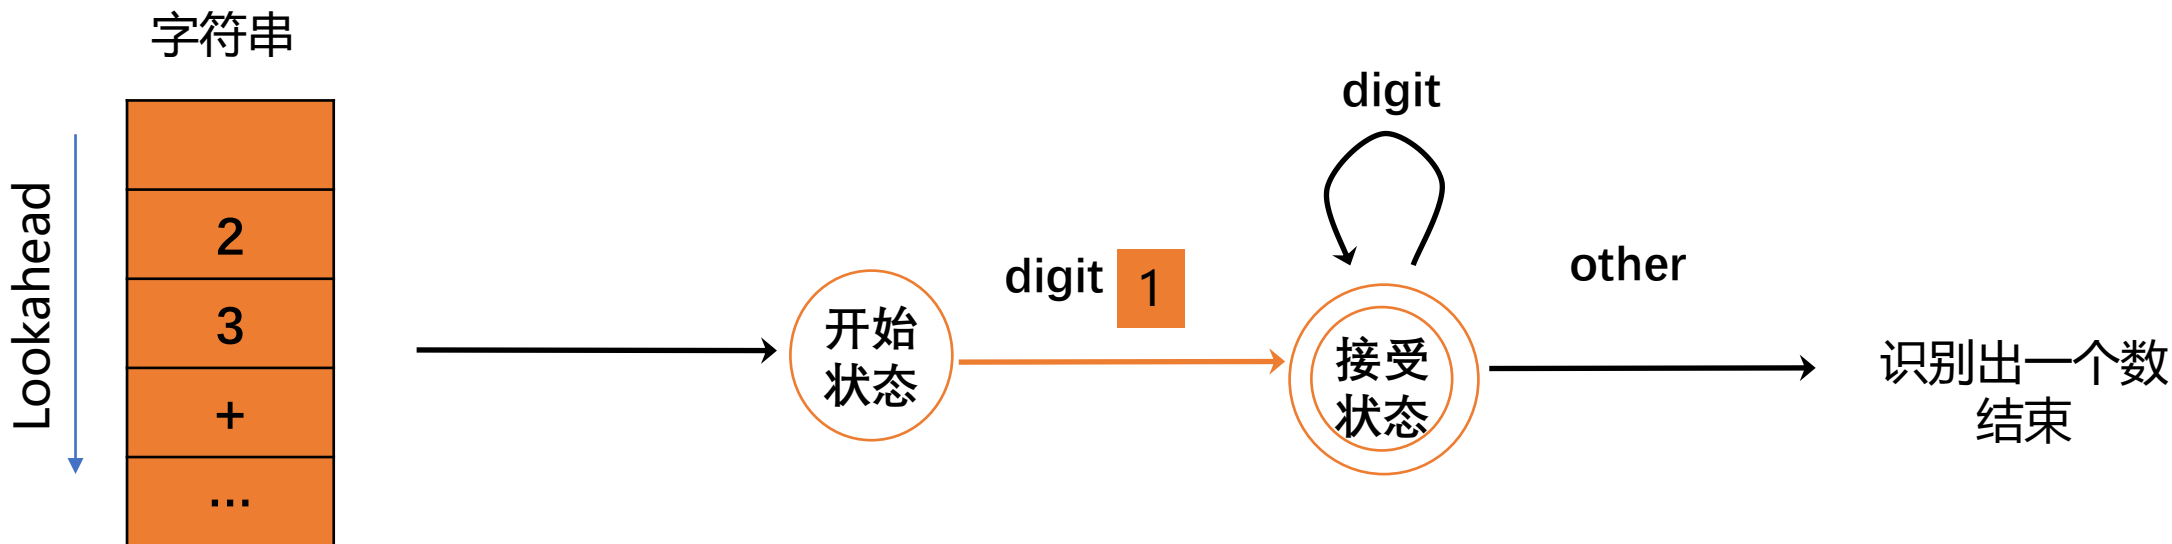 字符串
Lookahead
2
3
+
...
开始
状态
digit 1
digit
接受
状态
other
识别出一个数
结束